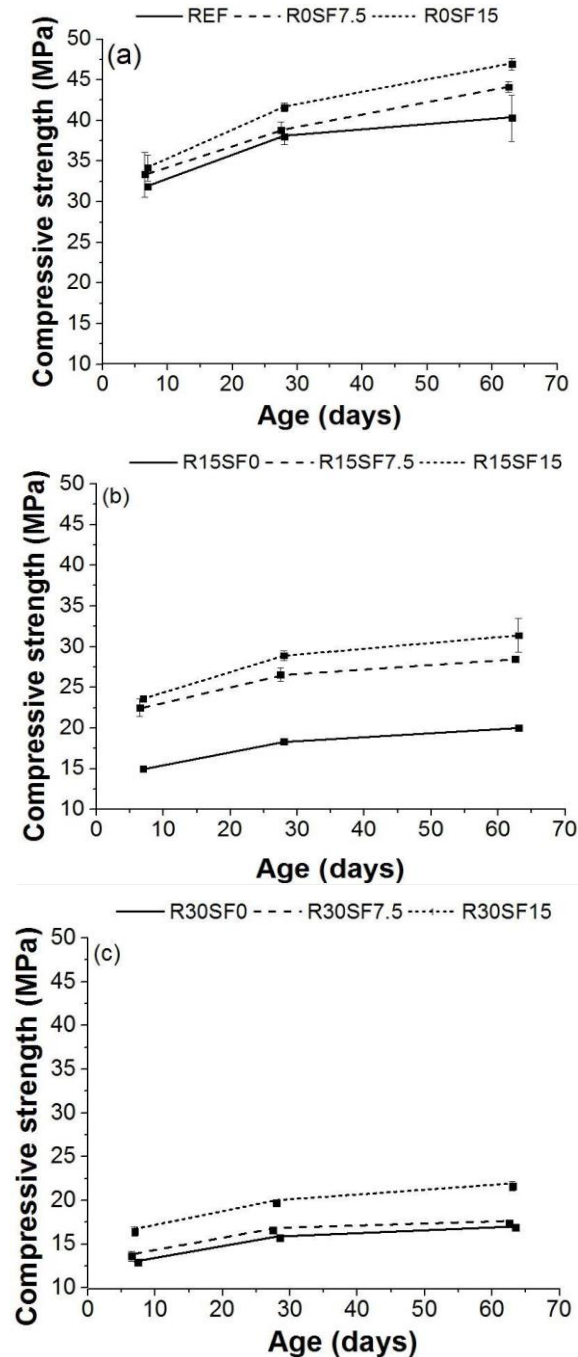 REF R0SF7.5 R0SF15
(a)
Compressive strength (MPa)
50
45
40
35
30
25
20
15
10
0 10 20 30 40 50 60 70
Age (days)
R15SF0 R15SF7.5 R15SF15
(b)
Compressive strength (MPa)
50
45
40
35
30
25
20
15
10
0 10 20 30 40 50 60 70
Age (days)
R30SF0 R30SF7.5 R30SF15
(c)
Compressive strength (MPa)
50
45
40
35
30
25
20
15
10
0 10 20 30 40 50 60 70
Age (days)